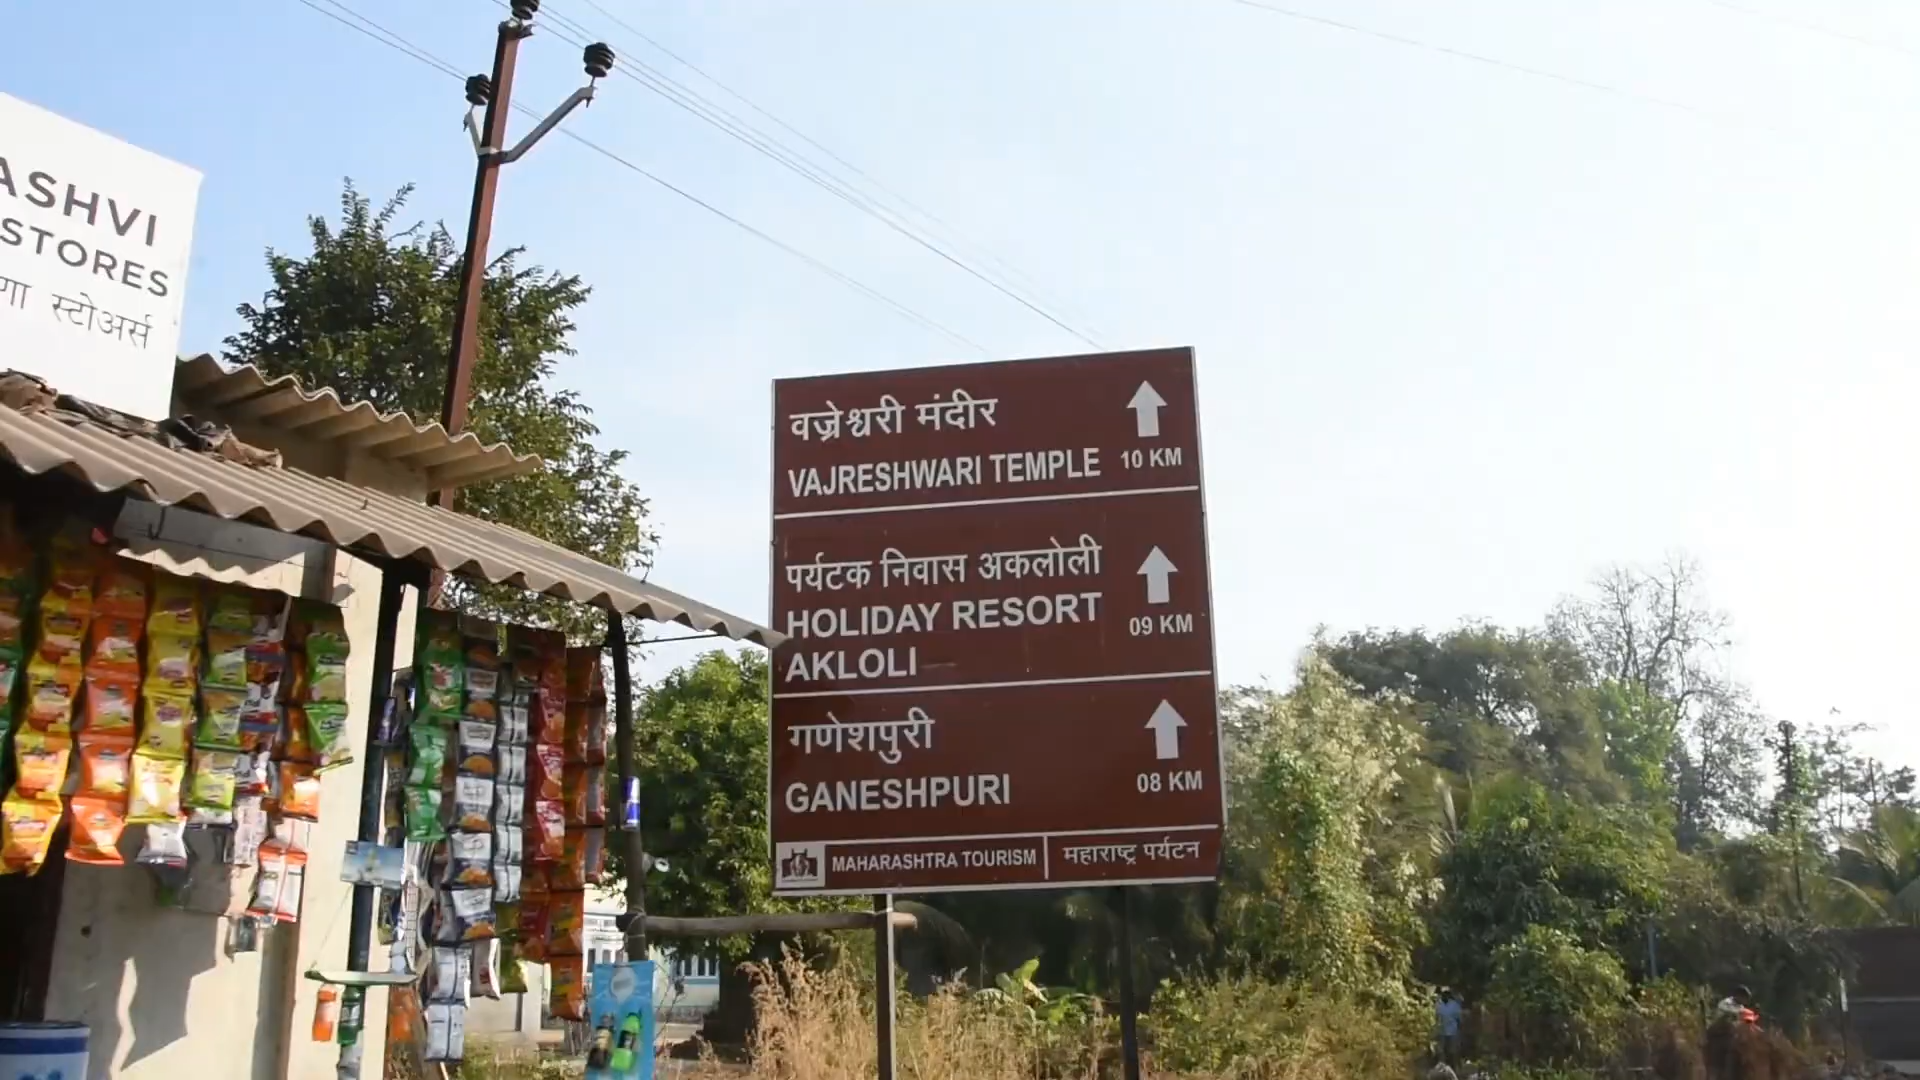 ASHVI
STORES
णा स्टोअर्स
वज्रेश्वरी मंदीर
VAJRESHWARI TEMPLE 10 KM
पर्यटक निवास अकलोली
HOLIDAY RESORT
AKLOLI
09 KM
गणेशपुरी
GANESHPURI 08 KM
MAHARASHTRA TOURISM महाराष्ट्र पर्यटन